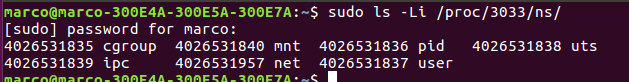 marco@marco-300E4A-300E5A-300E7A:~$ sudo ls -Li /proc/3033/ns/
[sudo] password for marco:
4026531835 cgroup  4026531840 mnt  4026531836 pid   4026531838 uts
4026531839 ipc     4026531957 net  4026531837 user
marco@marco-300E4A-300E5A-300E7A:~$